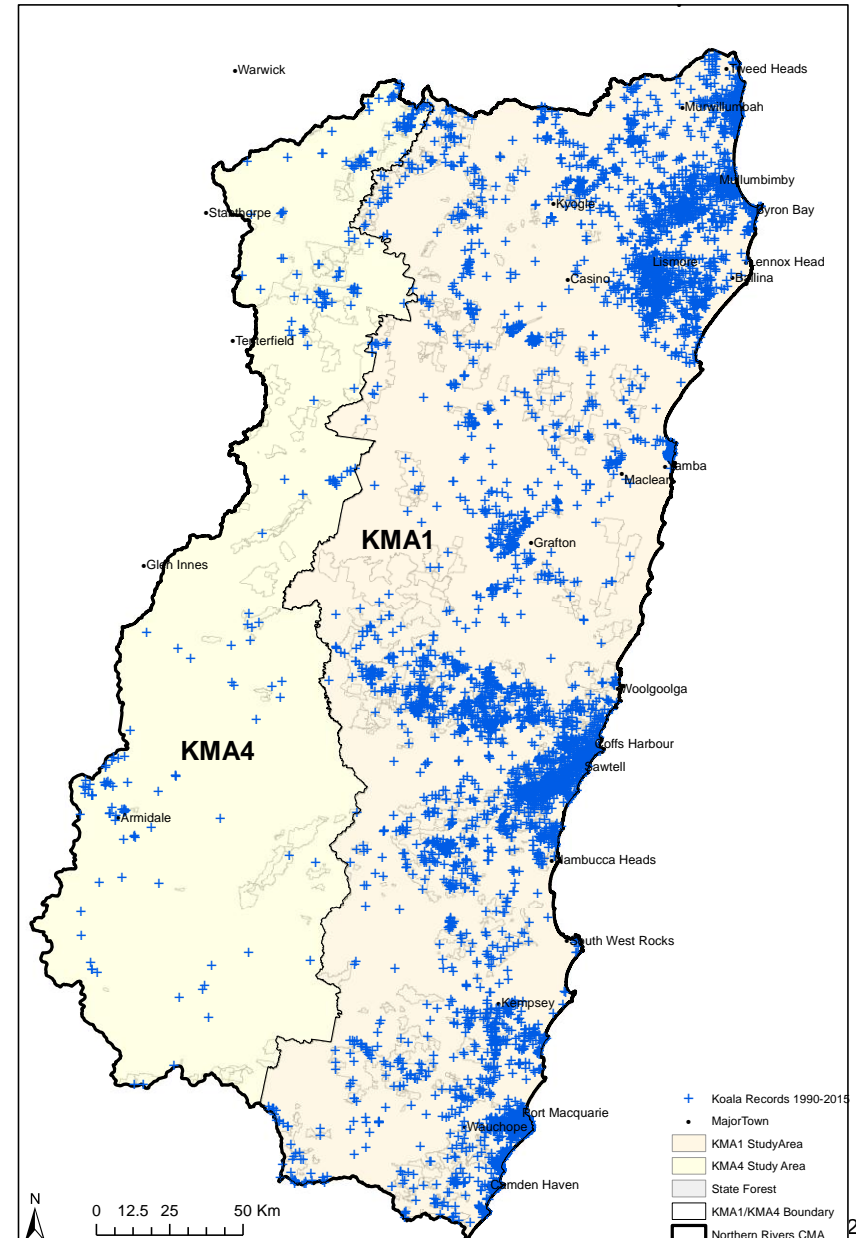 Warwick
Tweed Heads
Murwillumbah
Mullumbimby
Kyogle
Byron Bay
Stanthorpe
Lismore
Lennox Head
Casino
Ballina
Tenterfield
Yamba
Maclean
KMA1
Grafton
Glen Innes
Woolgoolga
KMA4
Coffs Harbour
Sawtell
Armidale
Nambucca Heads
South West Rocks
Kempsey
Koala Records 1990-2015
Port Macquarie
MajorTown
Wauchope
KMA1 StudyArea
KMA4 Study Area
Camden Haven
State Forest
N
KMA1/KMA4 Boundary
0 12.5 25 50 Km
Northern Rivers CMA
2